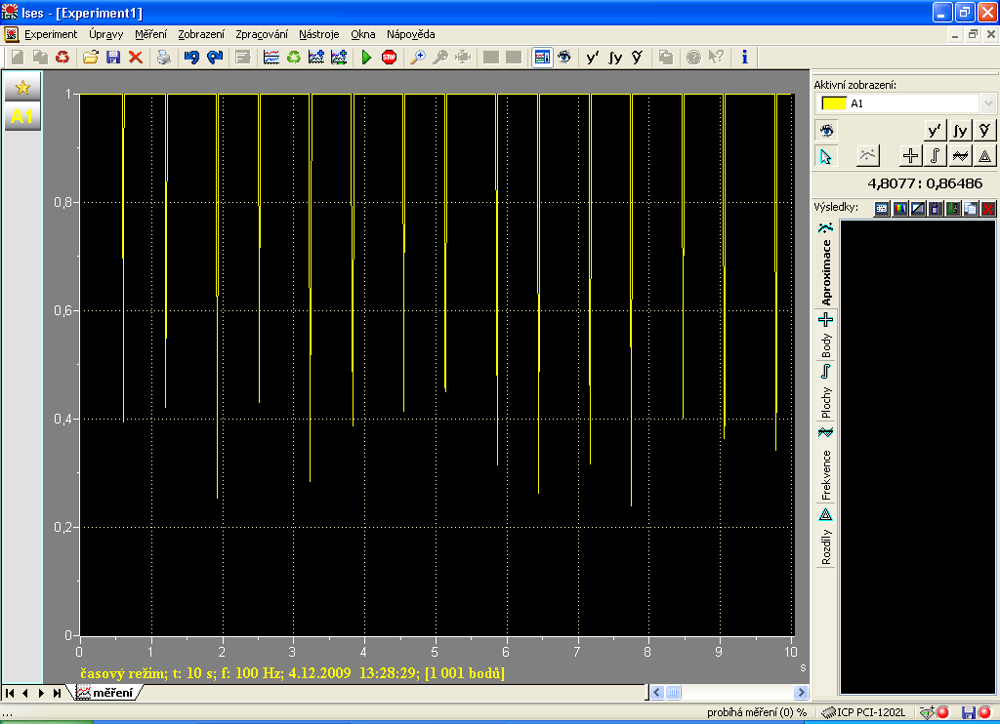 Ises - [Experiment1]
Experiment Úpravy Měření Zobrazení Zpracování Nástroje Okna Nápověda
STOP y' ∫y ŷ i
A1
Aktivní zobrazení:
A1
y' ∫y ŷ
4,8077 : 0,86486
Výsledky:
Aproximace
Body
Plochy
Frekvence
Rozdíly
1
0,8
0,6
0,4
0,2
0
0 1 2 3 4 5 6 7 8 9 10
s
časový režim; t: 10 s; f: 100 Hz; 4.12.2009 13:28:29; [1 001 bodů]
měření
... probíhá měření (0) % ICP PCI-1202L